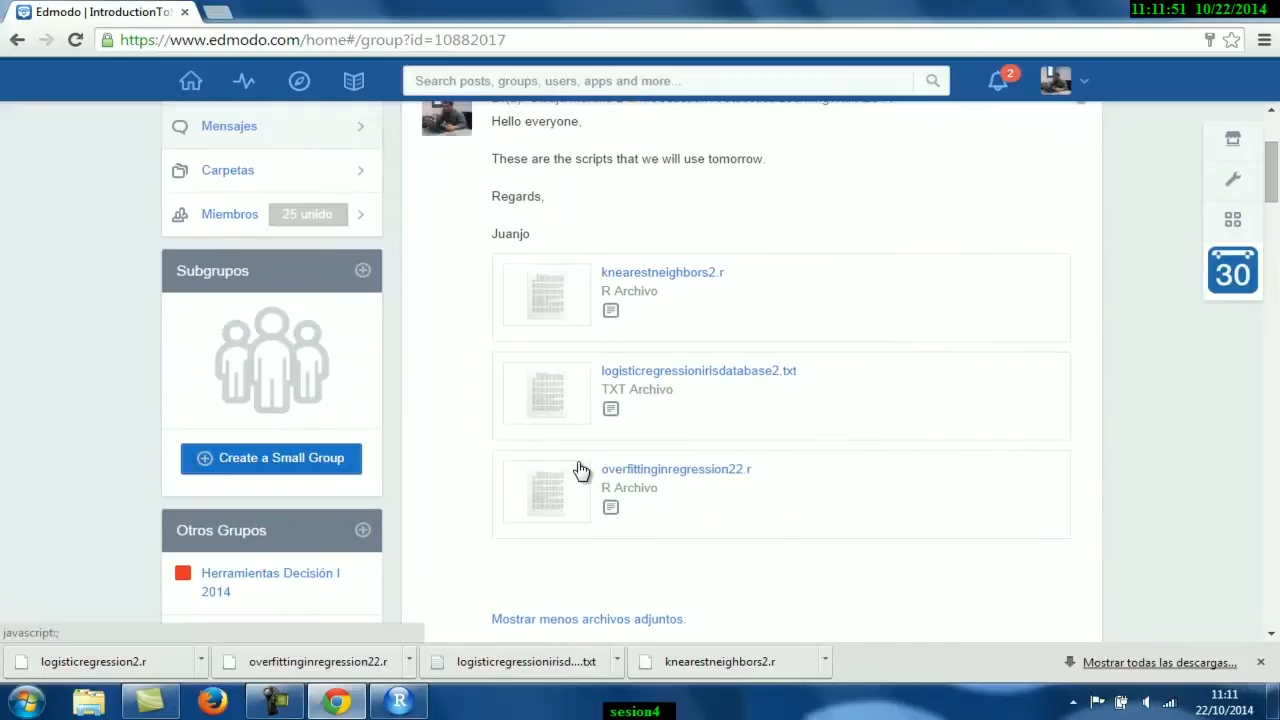 Edmodo | IntroductionTo
11:11:51 10/22/2014
https://www.edmodo.com/home#/group?id=10882017
Search posts, groups, users, apps and more...
2
Mensajes
Carpetas
Miembros 25 unido
Subgrupos
Create a Small Group
Otros Grupos
Herramientas Decisión I
2014
Hello everyone,
These are the scripts that we will use tomorrow.
Regards,
Juanjo
knearestneighbors2.r
R Archivo
logisticregressionirisdatabase2.txt
TXT Archivo
overfittinginregression22.r
R Archivo
Mostrar menos archivos adjuntos.
30
javascript:;
logisticregression2.r
overfittinginregression22.r
logisticregressionirisd....txt
knearestneighbors2.r
Mostrar todas las descargas...
11:11
22/10/2014
sesion4